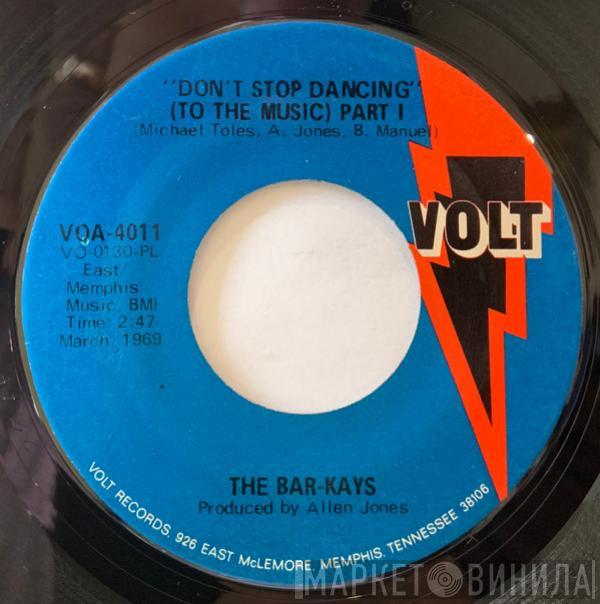 "DON'T STOP DANCING"
(TO THE MUSIC) PART I
(Michael Toles, A. Jones, B. Manuel)
VOA-4011
VO-0130-PL
East/
Memphis
Music, BMI
Time: 2:47
March, 1969
VOLT
THE BAR-KAYS
Produced by Allen Jones
VOLT RECORDS, 926 EAST McLEMORE, MEMPHIS, TENNESSEE 38106
МАРКЕТ ВИНИЛА